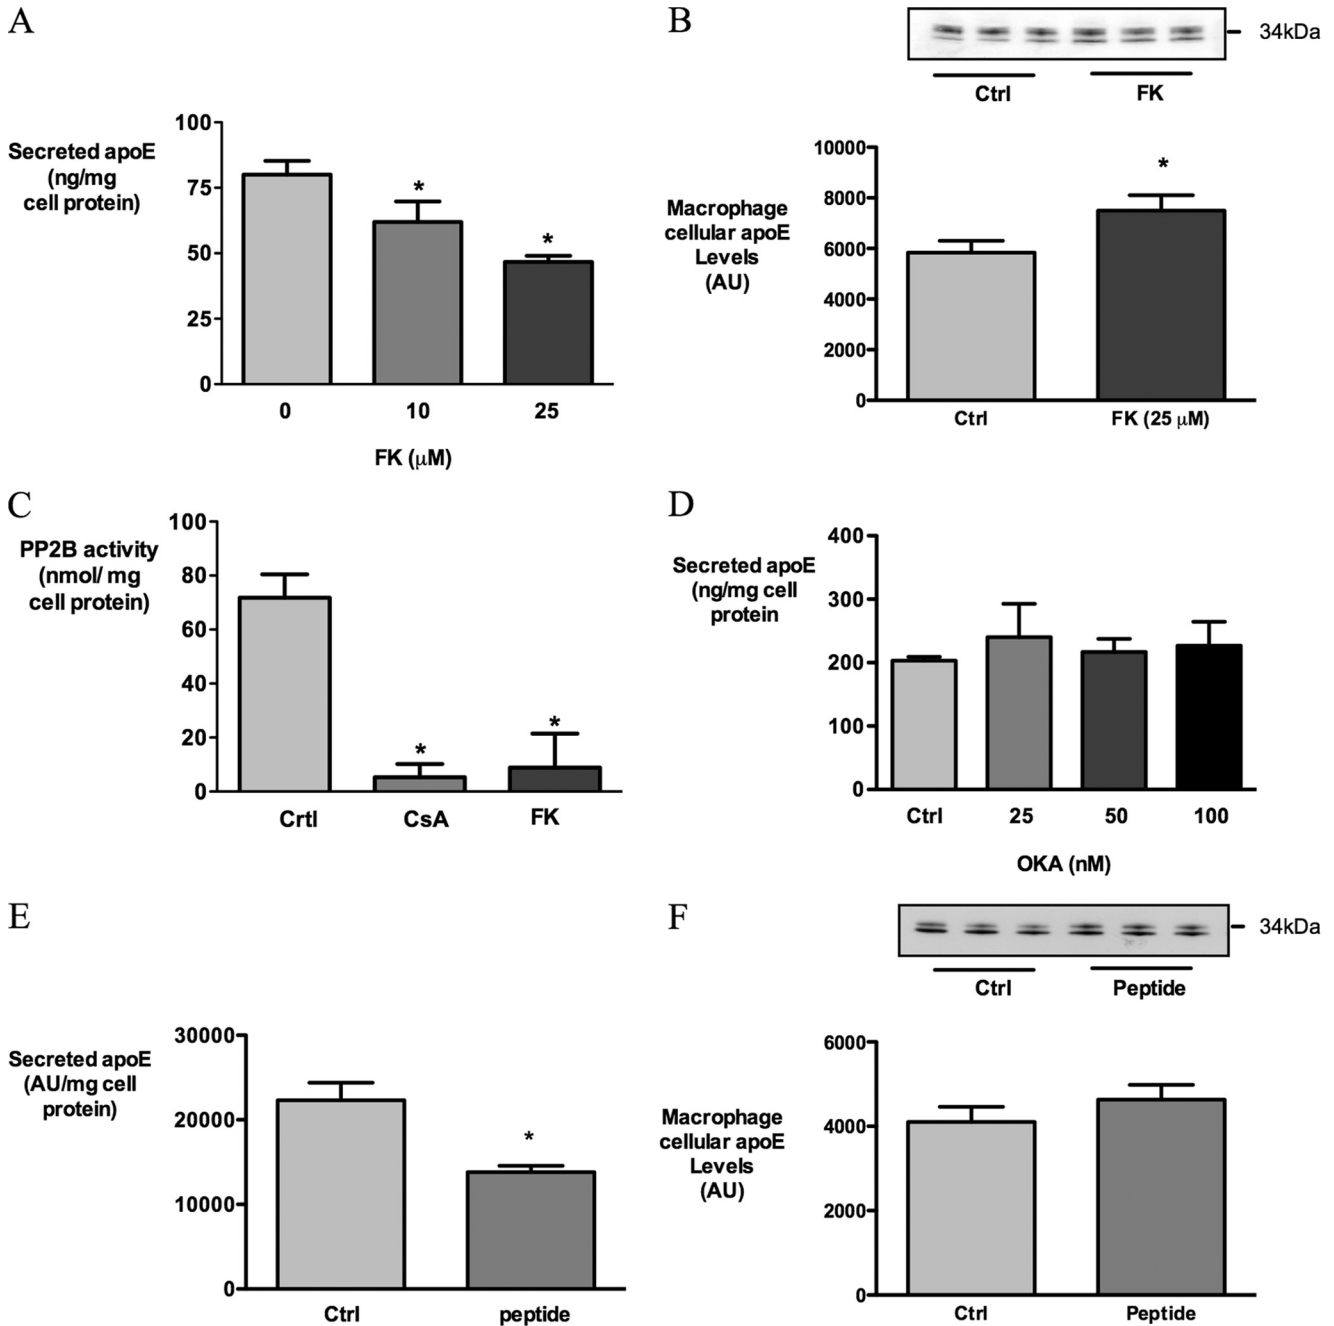 A
Secreted apoE
(ng/mg
cell protein)
100
75
50
25
0
*
*
0 10 25
FK (μM)
B
34kDa
Ctrl FK
Macrophage
cellular apoE
Levels
(AU)
10000
8000
6000
4000
2000
0
*
Ctrl FK (25 μM)
C
PP2B activity
(nmol/ mg
cell protein)
100
80
60
40
20
0
*
*
Crtl CsA FK
D
Secreted apoE
(ng/mg cell
protein
400
300
200
100
0
Ctrl 25 50 100
OKA (nM)
E
Secreted apoE
(AU/mg cell
protein)
30000
20000
10000
0
*
Ctrl peptide
F
34kDa
Ctrl Peptide
Macrophage
cellular apoE
Levels
(AU)
6000
4000
2000
0
Ctrl Peptide